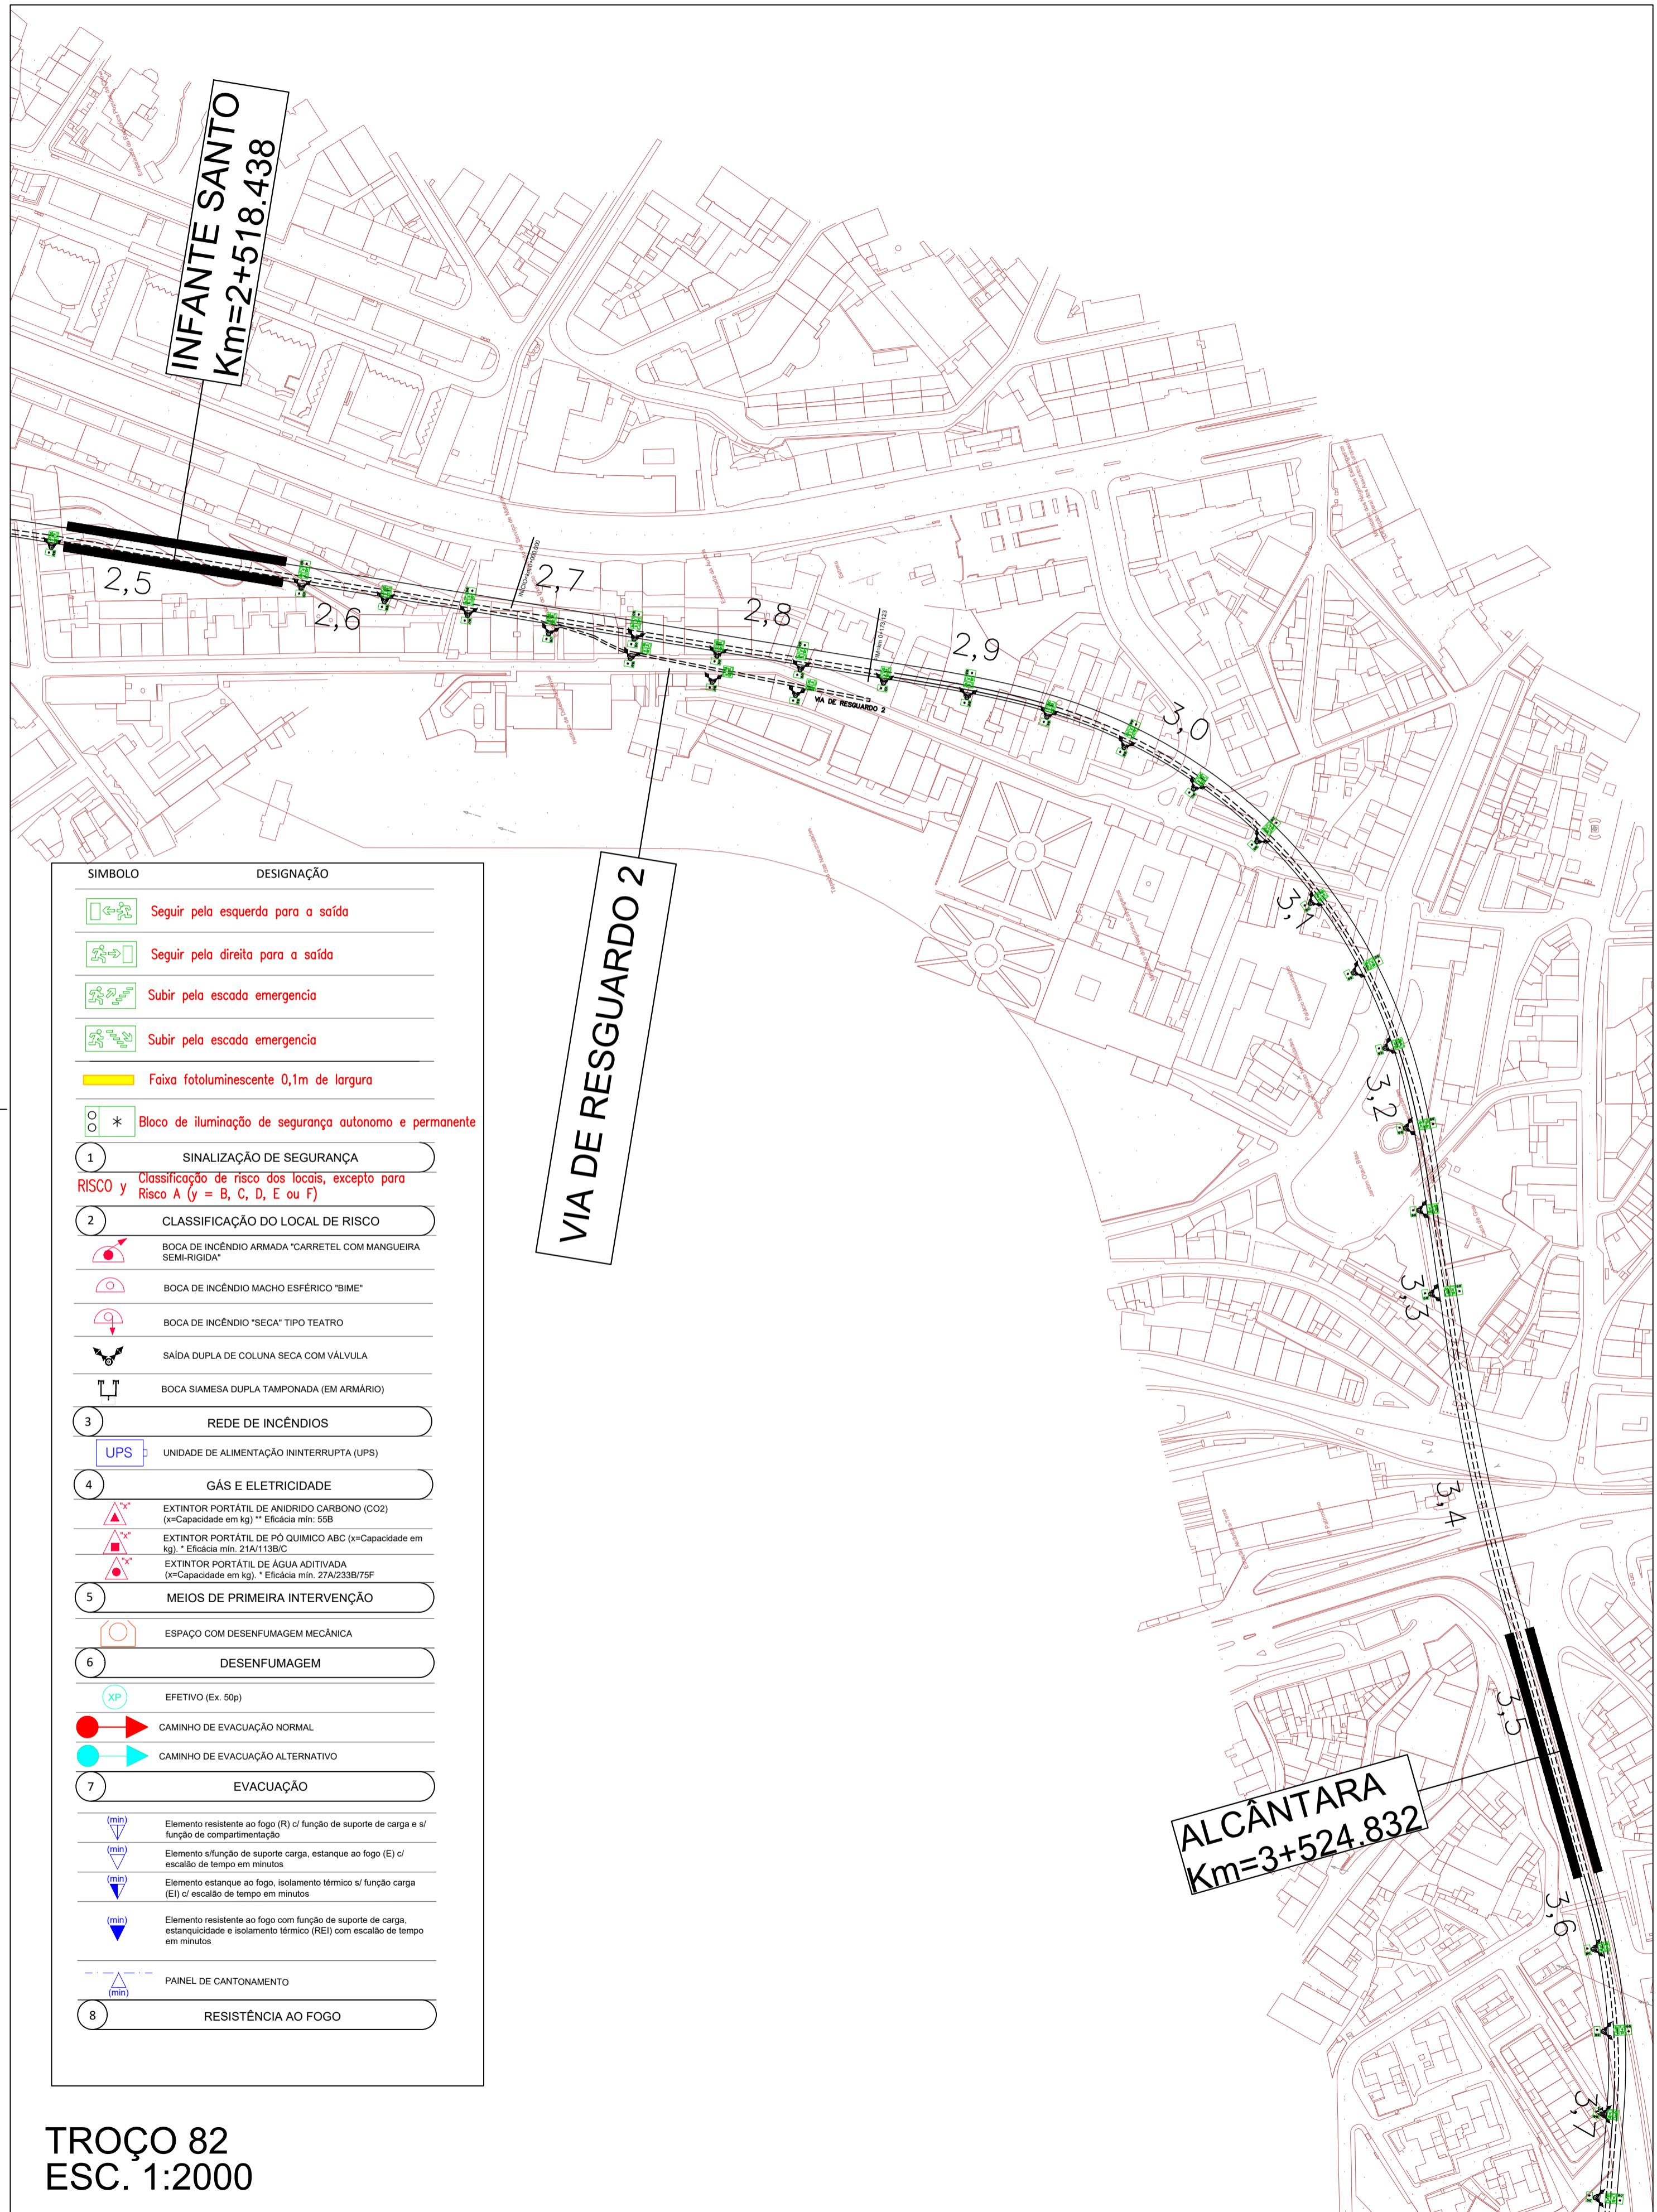 INFANTE SANTO
Km=2+518.438
2,5
2,6
2,7
2,8
2,9
3,0
3,1
3,2
3,3
3,4
3,5
3,6
3,7
VIA DE RESGUARDO 2
VIA DE RESGUARDO 2
ALCÂNTARA
Km=3+524.832
SIMBOLO DESIGNAÇÃO
Seguir pela esquerda para a saída
Seguir pela direita para a saída
Subir pela escada emergencia
Subir pela escada emergencia
Faixa fotoluminescente 0,1m de largura
* Bloco de iluminação de segurança autonomo e permanente
1 SINALIZAÇÃO DE SEGURANÇA
RISCO y Classificação de risco dos locais, excepto para
Risco A (y = B, C, D, E ou F)
2 CLASSIFICAÇÃO DO LOCAL DE RISCO
BOCA DE INCÊNDIO ARMADA "CARRETEL COM MANGUEIRA
SEMI-RIGIDA"
BOCA DE INCÊNDIO MACHO ESFÉRICO "BIME"
BOCA DE INCÊNDIO "SECA" TIPO TEATRO
SAÍDA DUPLA DE COLUNA SECA COM VÁLVULA
BOCA SIAMESA DUPLA TAMPONADA (EM ARMÁRIO)
3 REDE DE INCÊNDIOS
UPS UNIDADE DE ALIMENTAÇÃO ININTERRUPTA (UPS)
4 GÁS E ELETRICIDADE
"x" EXTINTOR PORTÁTIL DE ANIDRIDO CARBONO (CO2)
(x=Capacidade em kg) ** Eficácia mín: 55B
"x" EXTINTOR PORTÁTIL DE PÓ QUIMICO ABC (x=Capacidade em
kg). * Eficácia mín. 21A/113B/C
"x" EXTINTOR PORTÁTIL DE ÁGUA ADITIVADA
(x=Capacidade em kg). * Eficácia mín. 27A/233B/75F
5 MEIOS DE PRIMEIRA INTERVENÇÃO
ESPAÇO COM DESENFUMAGEM MECÂNICA
6 DESENFUMAGEM
XP EFETIVO (Ex. 50p)
CAMINHO DE EVACUAÇÃO NORMAL
CAMINHO DE EVACUAÇÃO ALTERNATIVO
7 EVACUAÇÃO
(min) Elemento resistente ao fogo (R) c/ função de suporte de carga e s/
função de compartimentação
(min) Elemento s/função de suporte carga, estanque ao fogo (E) c/
escalão de tempo em minutos
(min) Elemento estanque ao fogo, isolamento térmico s/ função carga
(EI) c/ escalão de tempo em minutos
(min) Elemento resistente ao fogo com função de suporte de carga,
estanquicidade e isolamento térmico (REI) com escalão de tempo
em minutos
PAINEL DE CANTONAMENTO
(min)
8 RESISTÊNCIA AO FOGO
TROÇO 82
ESC. 1:2000